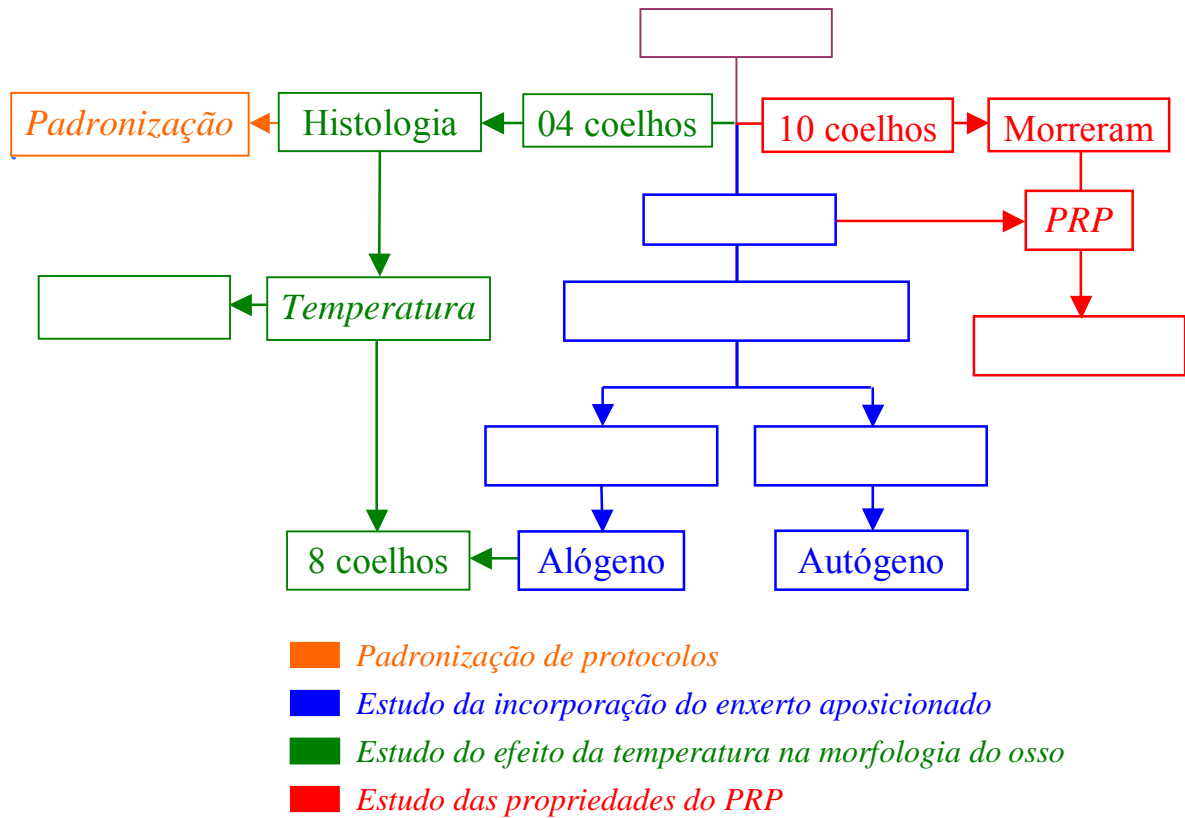 Padronização
Histologia
04 coelhos
10 coelhos
Morreram
PRP
Temperatura
8 coelhos
Alógeno
Autógeno
Padronização de protocolos
Estudo da incorporação do enxerto aposicionado
Estudo do efeito da temperatura na morfologia do osso
Estudo das propriedades do PRP